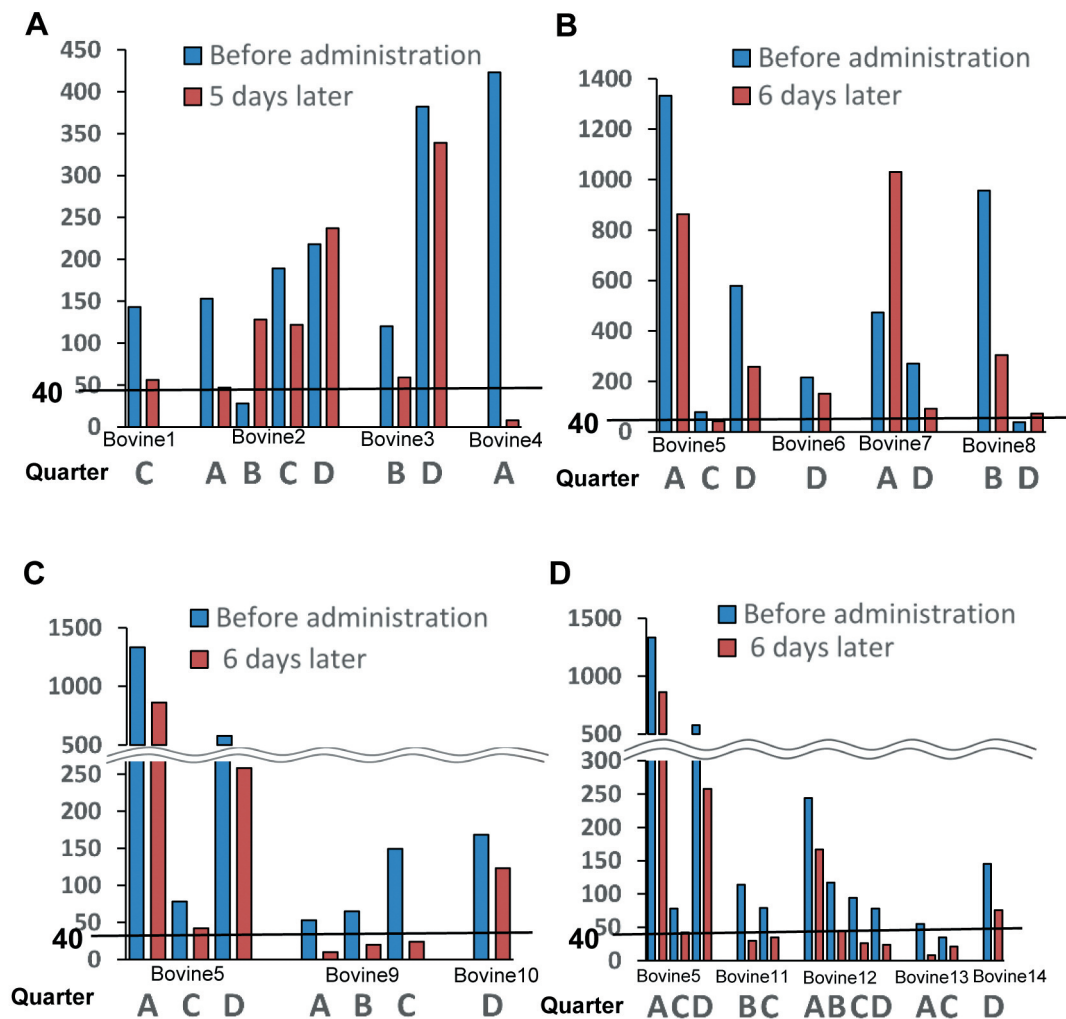 A
450
400
350
300
250
200
150
100
50
40
0
Before administration
5 days later
Bovine1 Bovine2 Bovine3 Bovine4
Quarter C A B C D B D A
B
1400
1200
1000
800
600
400
200
40
0
Before administration
6 days later
Bovine5 Bovine6 Bovine7 Bovine8
Quarter A C D D A D B D
C
1500
1000
500
250
200
150
100
50
40
0
Before administration
6 days later
Bovine5 Bovine9 Bovine10
Quarter A C D A B C D
D
1500
1000
500
300
250
200
150
100
50
40
0
Before administration
6 days later
Bovine5 Bovine11 Bovine12 Bovine13 Bovine14
Quarter A C D B C A B C D A C D